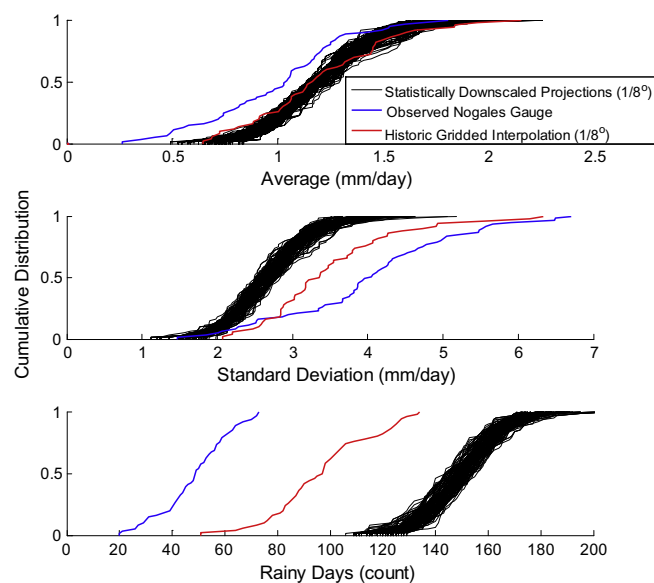 1
0.5
0
0.5 1 1.5 2 2.5
Average (mm/day)
Statistically Downscaled Projections (1/8°)
Observed Nogales Gauge
Historic Gridded Interpolation (1/8°)
Cumulative Distribution
1
0.5
0
0 1 2 3 4 5 6 7
Standard Deviation (mm/day)
1
0.5
0
0 20 40 60 80 100 120 140 160 180 200
Rainy Days (count)